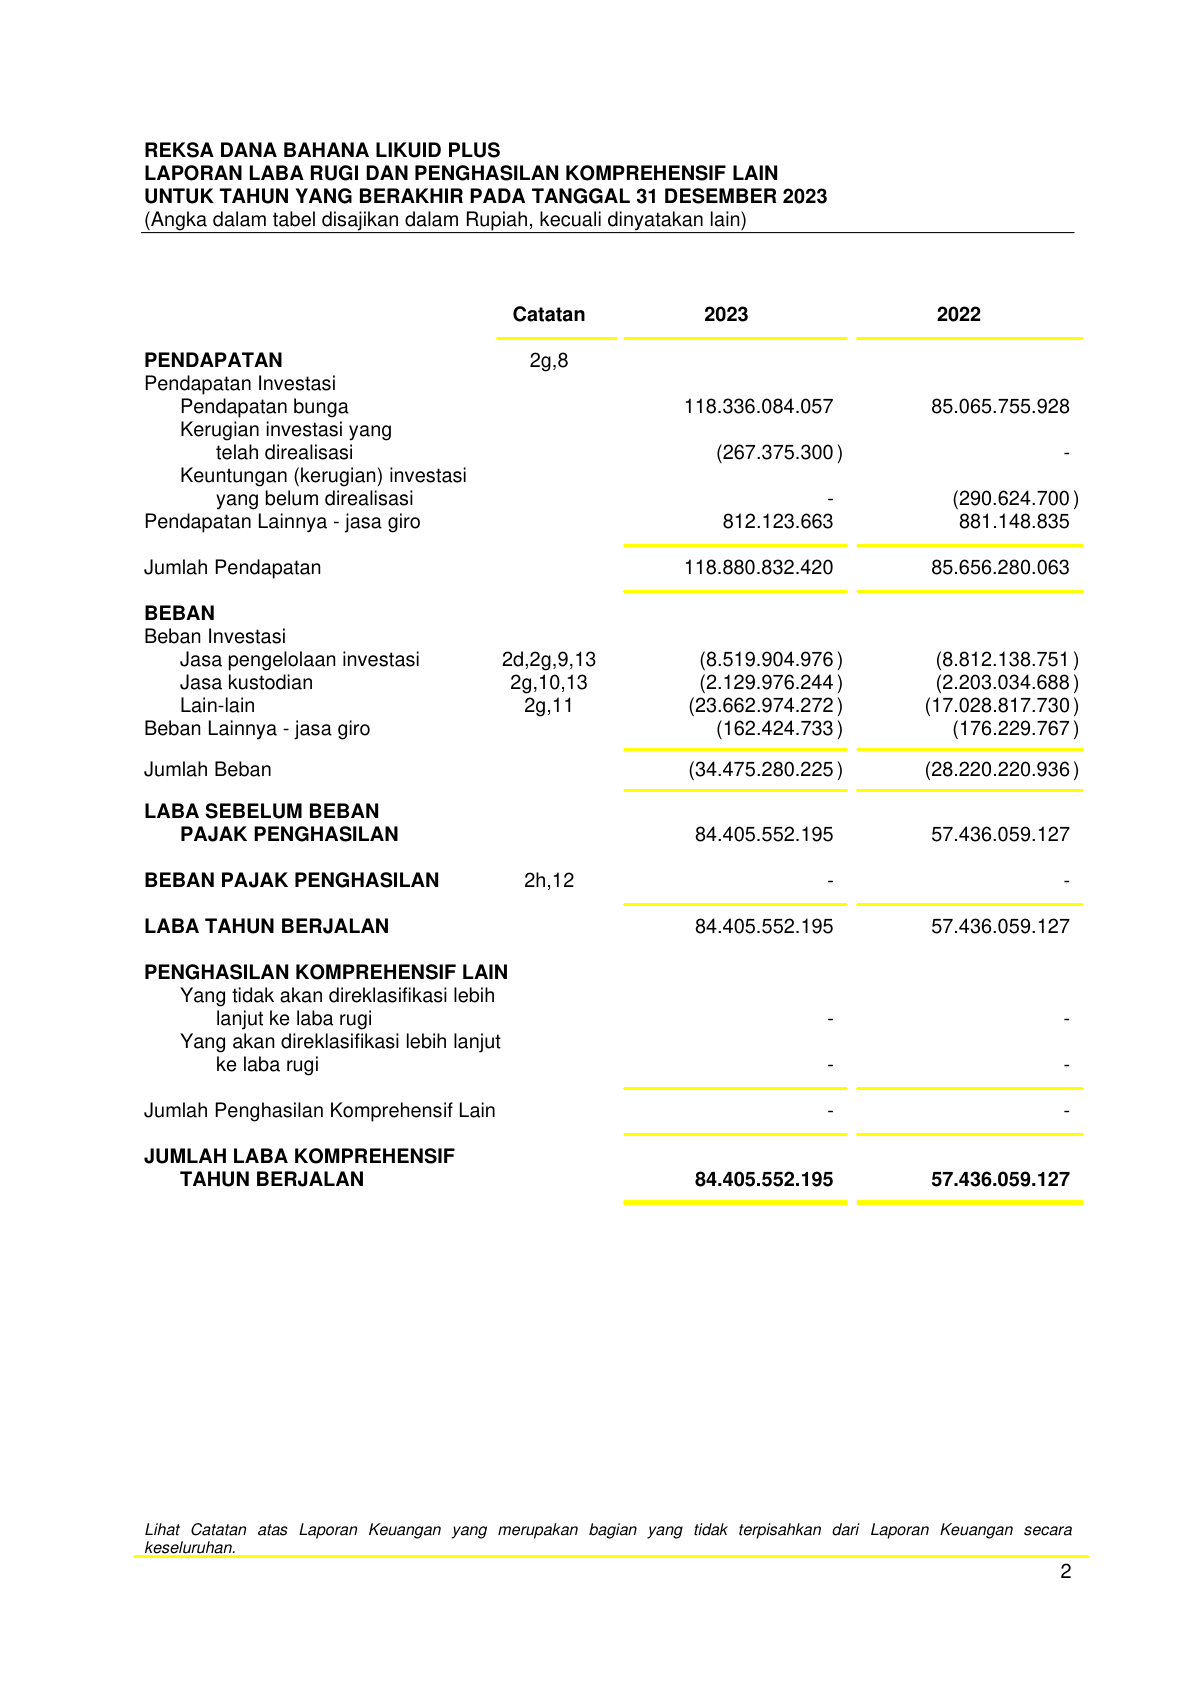 REKSA DANA BAHANA LIKUID PLUS
LAPORAN LABA RUGI DAN PENGHASILAN KOMPREHENSIF LAIN
UNTUK TAHUN YANG BERAKHIR PADA TANGGAL 31 DESEMBER 2023
(Angka dalam tabel disajikan dalam Rupiah, kecuali dinyatakan lain)
Catatan 2023 2022
PENDAPATAN 2g,8
Pendapatan Investasi
Pendapatan bunga 118.336.084.057 85.065.755.928
Kerugian investasi yang
telah direalisasi (267.375.300) -
Keuntungan (kerugian) investasi
yang belum direalisasi - (290.624.700)
Pendapatan Lainnya - jasa giro 812.123.663 881.148.835
Jumlah Pendapatan 118.880.832.420 85.656.280.063
BEBAN
Beban Investasi
Jasa pengelolaan investasi 2d,2g,9,13 (8.519.904.976) (8.812.138.751)
Jasa kustodian 2g,10,13 (2.129.976.244) (2.203.034.688)
Lain-lain 2g,11 (23.662.974.272) (17.028.817.730)
Beban Lainnya - jasa giro (162.424.733) (176.229.767)
Jumlah Beban (34.475.280.225) (28.220.220.936)
LABA SEBELUM BEBAN
PAJAK PENGHASILAN 84.405.552.195 57.436.059.127
BEBAN PAJAK PENGHASILAN 2h,12 - -
LABA TAHUN BERJALAN 84.405.552.195 57.436.059.127
PENGHASILAN KOMPREHENSIF LAIN
Yang tidak akan direklasifikasi lebih
lanjut ke laba rugi - -
Yang akan direklasifikasi lebih lanjut
ke laba rugi - -
Jumlah Penghasilan Komprehensif Lain - -
JUMLAH LABA KOMPREHENSIF
TAHUN BERJALAN 84.405.552.195 57.436.059.127
Lihat Catatan atas Laporan Keuangan yang merupakan bagian yang tidak terpisahkan dari Laporan Keuangan secara
keseluruhan.
2